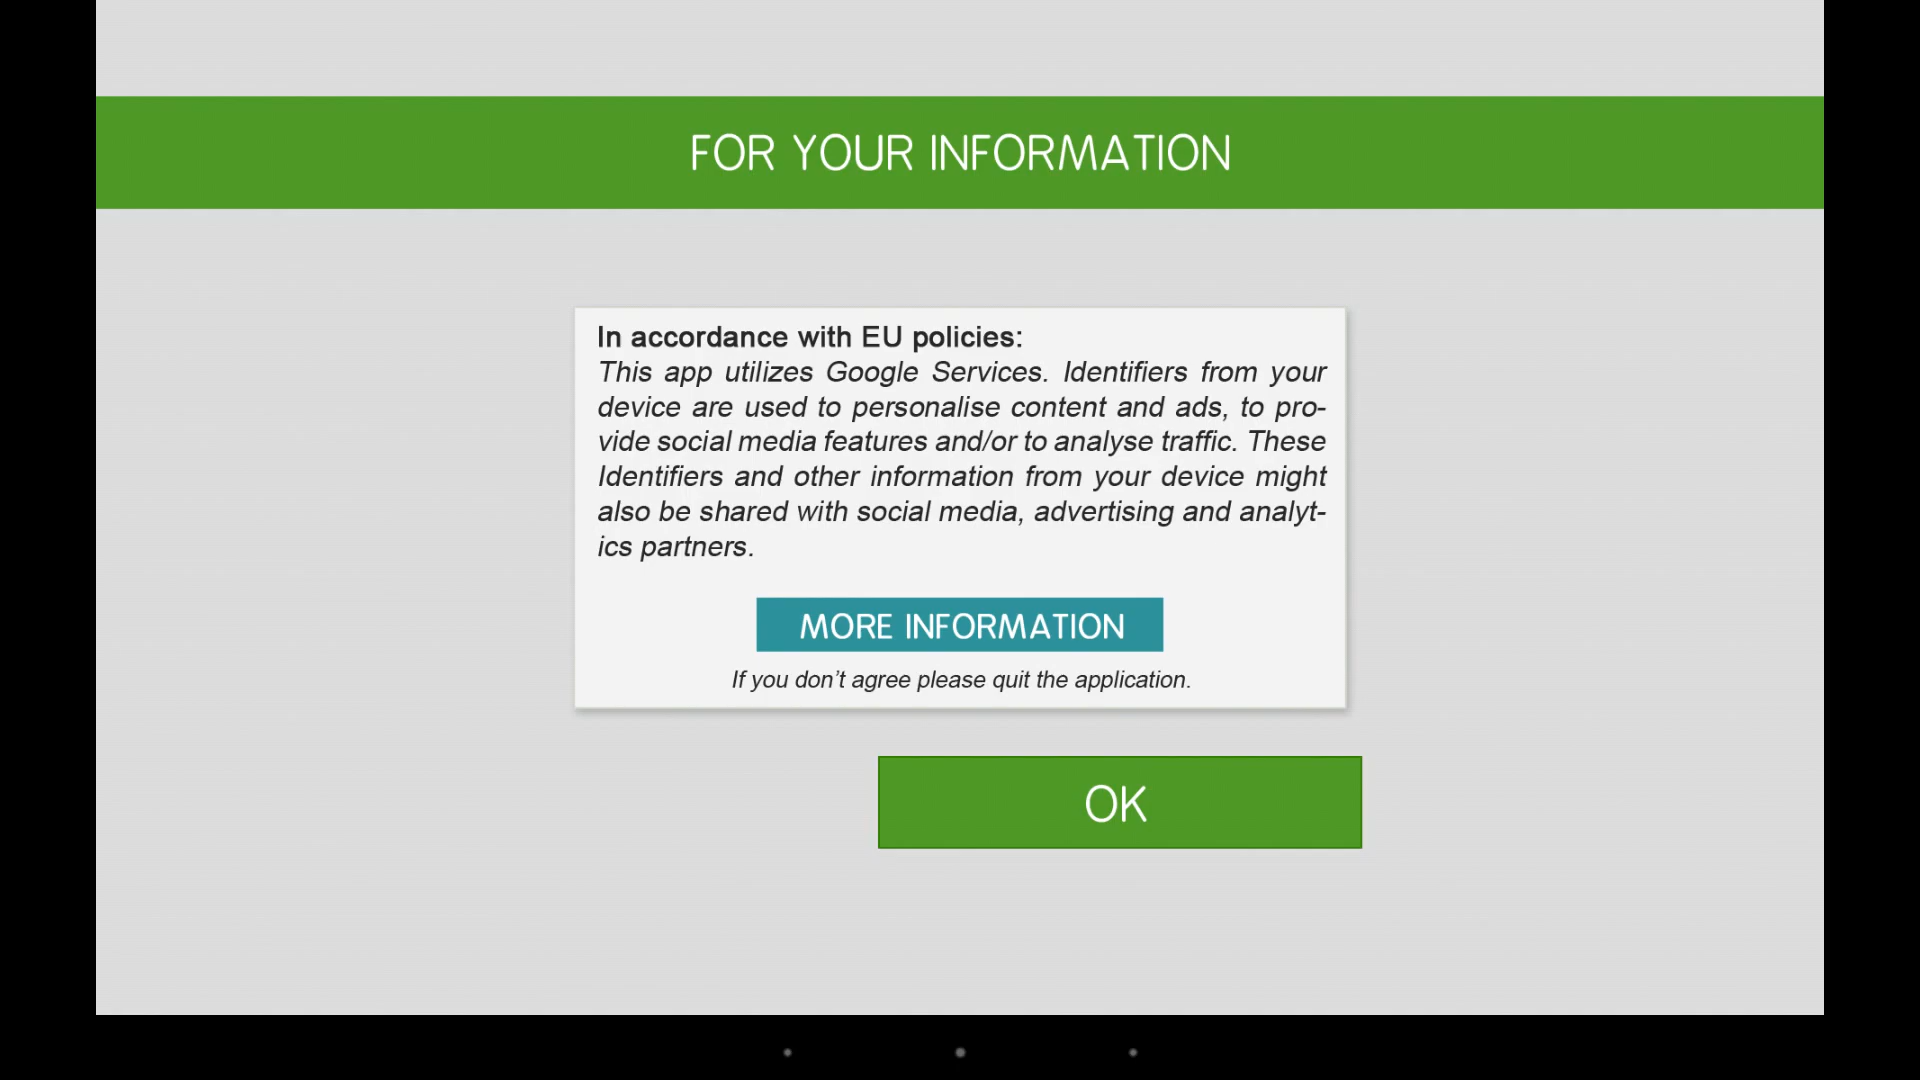 FOR YOUR INFORMATION
In accordance with EU policies:
This app utilizes Google Services. Identifiers from your
device are used to personalise content and ads, to pro-
vide social media features and/or to analyse traffic. These
Identifiers and other information from your device might
also be shared with social media, advertising and analyt-
ics partners.
MORE INFORMATION
If you don't agree please quit the application.
OK